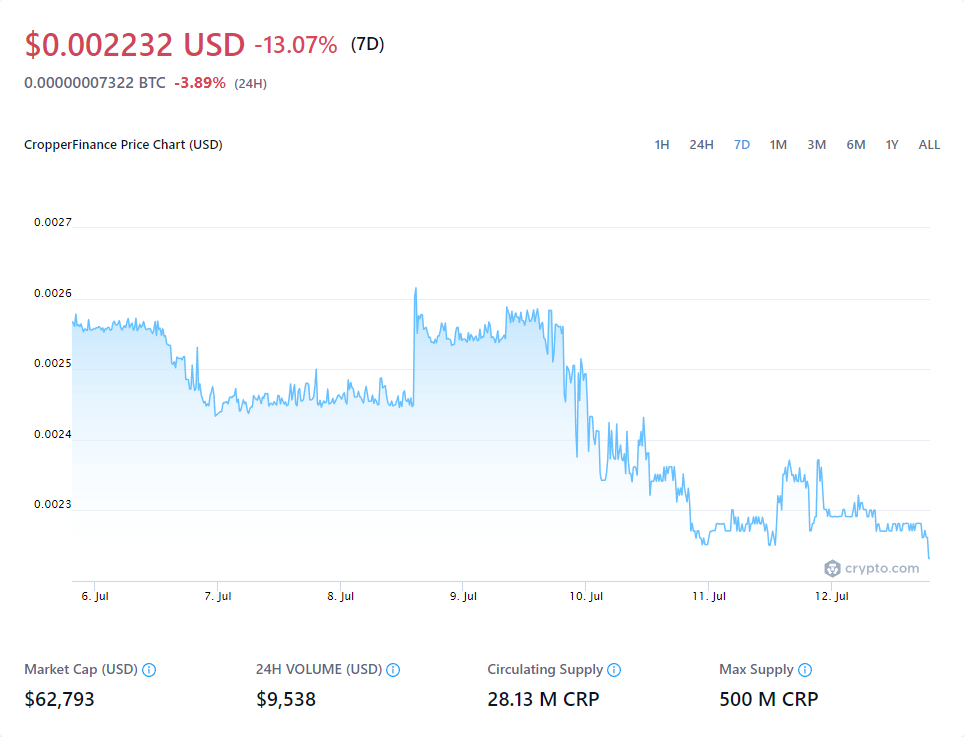 $0.002232 USD -13.07% (7D)
0.00000007322 BTC -3.89% (24H)
CropperFinance Price Chart (USD) 1H 24H 7D 1M 3M 6M 1Y ALL
0.0027
0.0026
0.0025
0.0024
0.0023
crypto.com
6. Jul 7. Jul 8. Jul 9. Jul 10. Jul 11. Jul 12. Jul
Market Cap (USD) 24H VOLUME (USD) Circulating Supply Max Supply
$62,793 $9,538 28.13 M CRP 500 M CRP